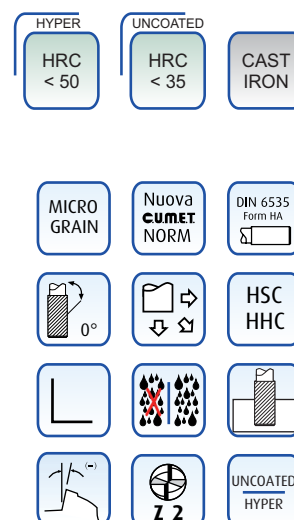 HYPER
UNCOATED
HRC
< 50
HRC
< 35
CAST
IRON
MICRO
GRAIN
Nuova
C.U.M.E.T.
NORM
DIN 6535
Form HA
0°
HSC
HHC
(-)
Z 2
UNCOATED
HYPER